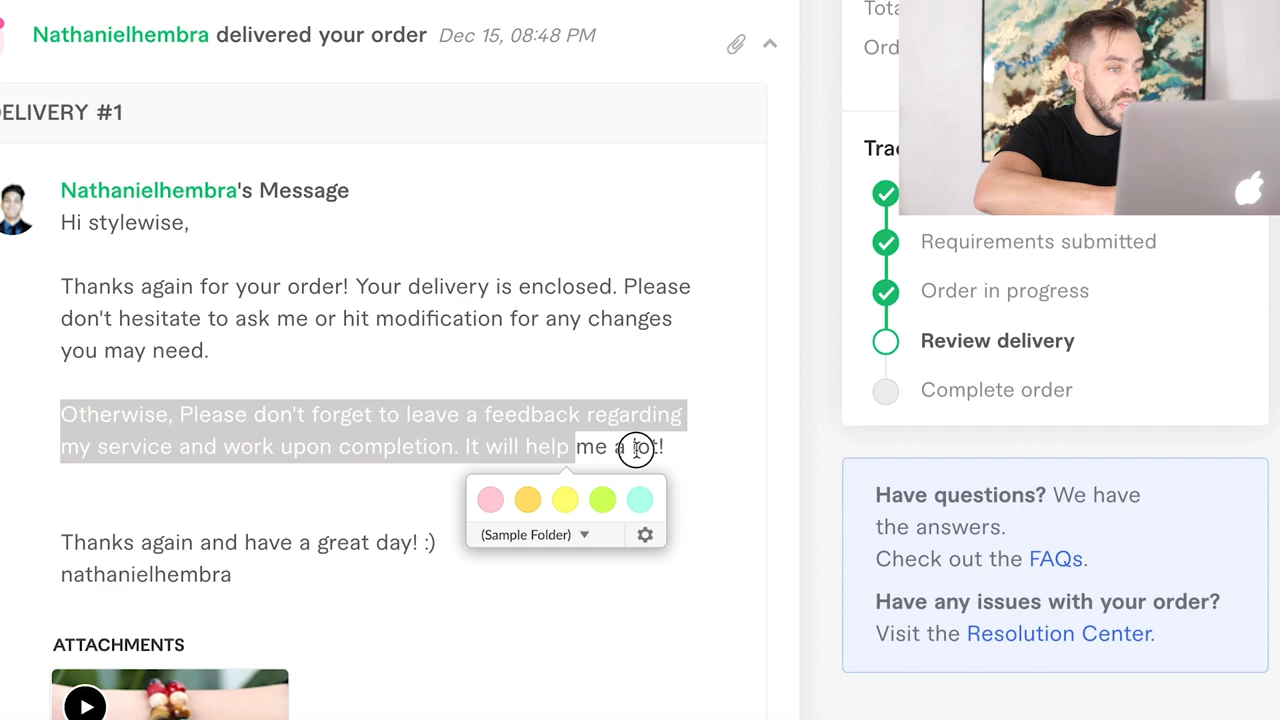 Nathanielhembra delivered your order Dec 15, 08:48 PM
ELIVERY #1
Nathanielhembra's Message
Hi stylewise,
Thanks again for your order! Your delivery is enclosed. Please
don't hesitate to ask me or hit modification for any changes
you may need.
Otherwise, Please don't forget to leave a feedback regarding
my service and work upon completion. It will help me a lot!
(Sample Folder)
Thanks again and have a great day! :)
nathanielhembra
ATTACHMENTS
Tota
Ord
Trac
Requirements submitted
Order in progress
Review delivery
Complete order
Have questions? We have
the answers.
Check out the FAQs.
Have any issues with your order?
Visit the Resolution Center.